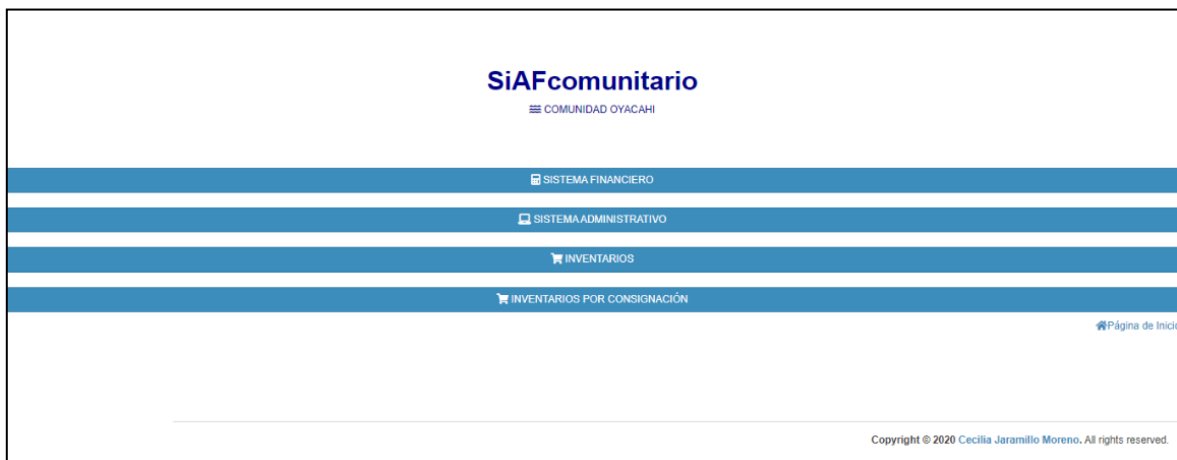 SiAFcomunitario
COMUNIDAD OYACAHI
SISTEMA FINANCIERO
SISTEMA ADMINISTRATIVO
INVENTARIOS
INVENTARIOS POR CONSIGNACIÓN
Página de Inicio
Copyright © 2020 Cecilia Jaramillo Moreno. All rights reserved.